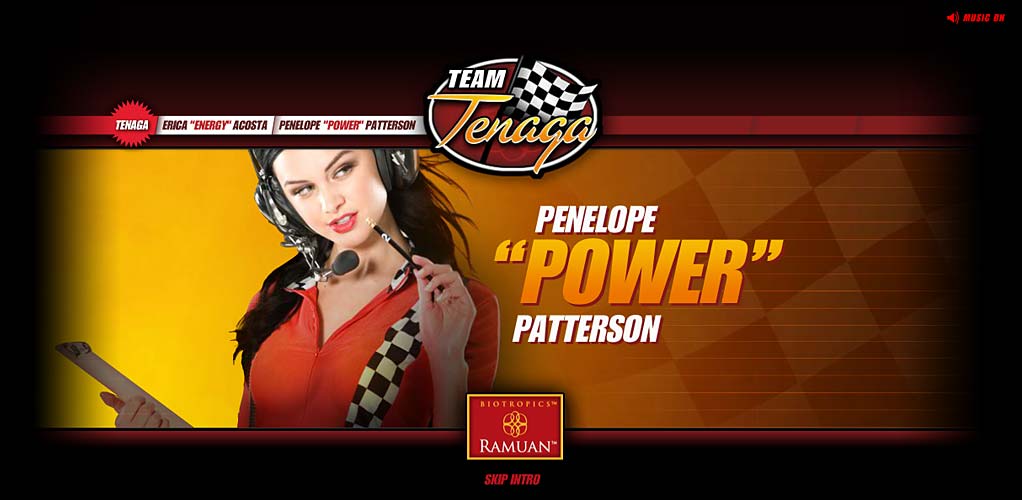 MUSIC ON
TEAM
Tenaga
TENAGA
ERICA "ENERGY" ACOSTA
PENELOPE "POWER" PATTERSON
PENELOPE
“POWER”
PATTERSON
BIOTROPICS™
RAMUAN™
SKIP INTRO